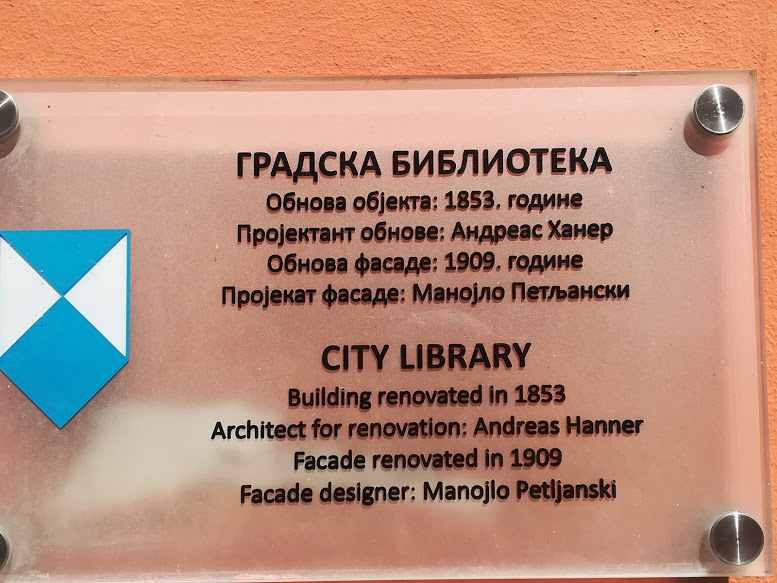 ГРАДСКА БИБЛИОТЕКА
Обнова објекта: 1853. године
Пројектант обнове: Андреас Ханер
Обнова фасаде: 1909. године
Пројекат фасаде: Манојло Петљански
CITY LIBRARY
Building renovated in 1853
Architect for renovation: Andreas Hanner
Facade renovated in 1909
Facade designer: Manojlo Petljanski